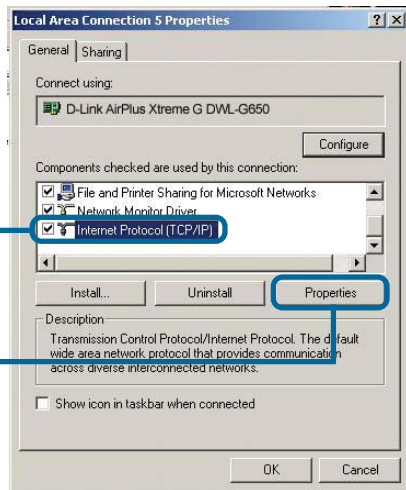 Local Area Connection 5 Properties
General
Sharing
Connect using:
D-Link AirPlus Xtreme G DWL-G650
Configure
Components checked are used by this connection:
File and Printer Sharing for Microsoft Networks
Network Monitor Driver
Internet Protocol (TCP/IP)
Install...
Uninstall
Properties
Description
Transmission Control Protocol/Internet Protocol. The default
wide area network protocol that provides communication
across diverse interconnected networks.
Show icon in taskbar when connected
OK
Cancel